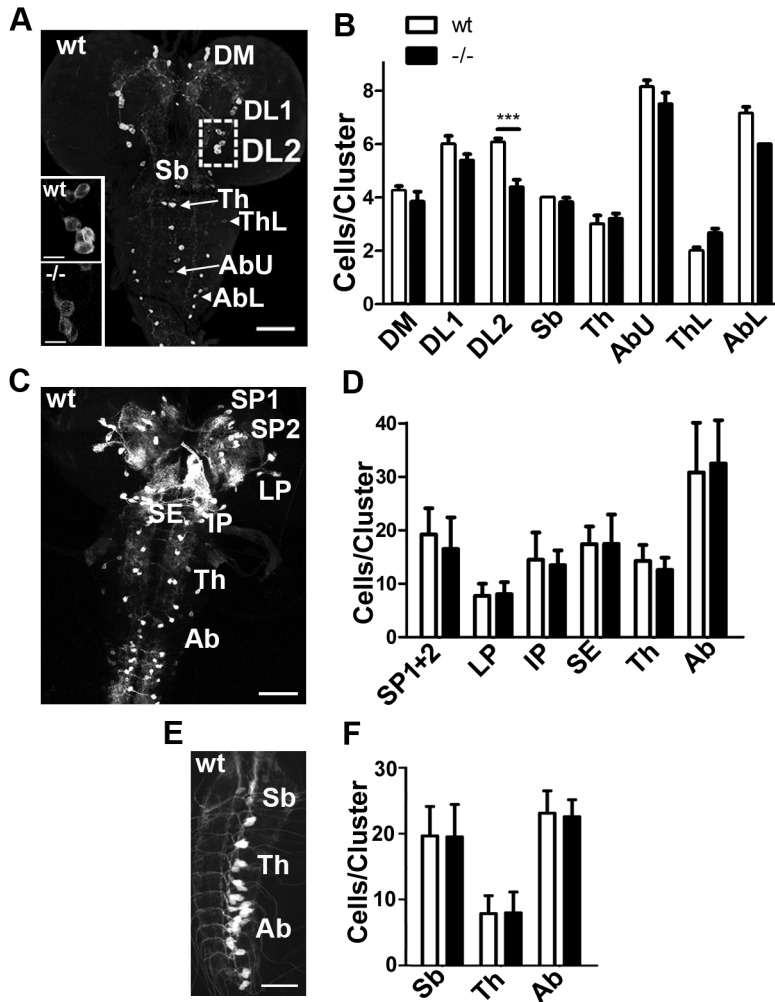 A
wt
DM
DL1
DL2
Sb
Th
ThL
AbU
AbL
wt
-/-
B
wt
-/-
Cells/Cluster
8
6
4
2
0
***
DM DL1 DL2 Sb Th AbU ThL AbL
C
wt
SP1
SP2
LP
SE IP
Th
Ab
D
Cells/Cluster
40
30
20
10
0
SP1+2 LP IP SE Th Ab
E
wt
Sb
Th
Ab
F
Cells/Cluster
30
20
10
0
Sb Th Ab